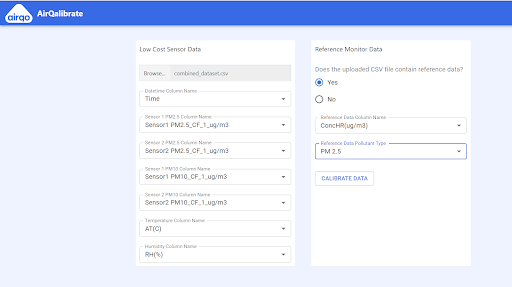 airqo AirQalibrate
Low Cost Sensor Data
Browse... combined_dataset.csv
Datetime Column Name
Time
Sensor 1 PM2.5 Column Name
Sensor1 PM2.5_CF_1_ug/m3
Sensor 2 PM2.5 Column Name
Sensor2 PM2.5_CF_1_ug/m3
Sensor 1 PM10 Column Name
Sensor1 PM10_CF_1_ug/m3
Sensor 2 PM10 Column Name
Sensor2 PM10_CF_1_ug/m3
Temperature Column Name
AT(C)
Humidity Column Name
RH(%)
Reference Monitor Data
Does the uploaded CSV file contain reference data?
Yes
No
Reference Data Column Name
ConcHR(ug/m3)
Reference Data Pollutant Type
PM 2.5
CALIBRATE DATA